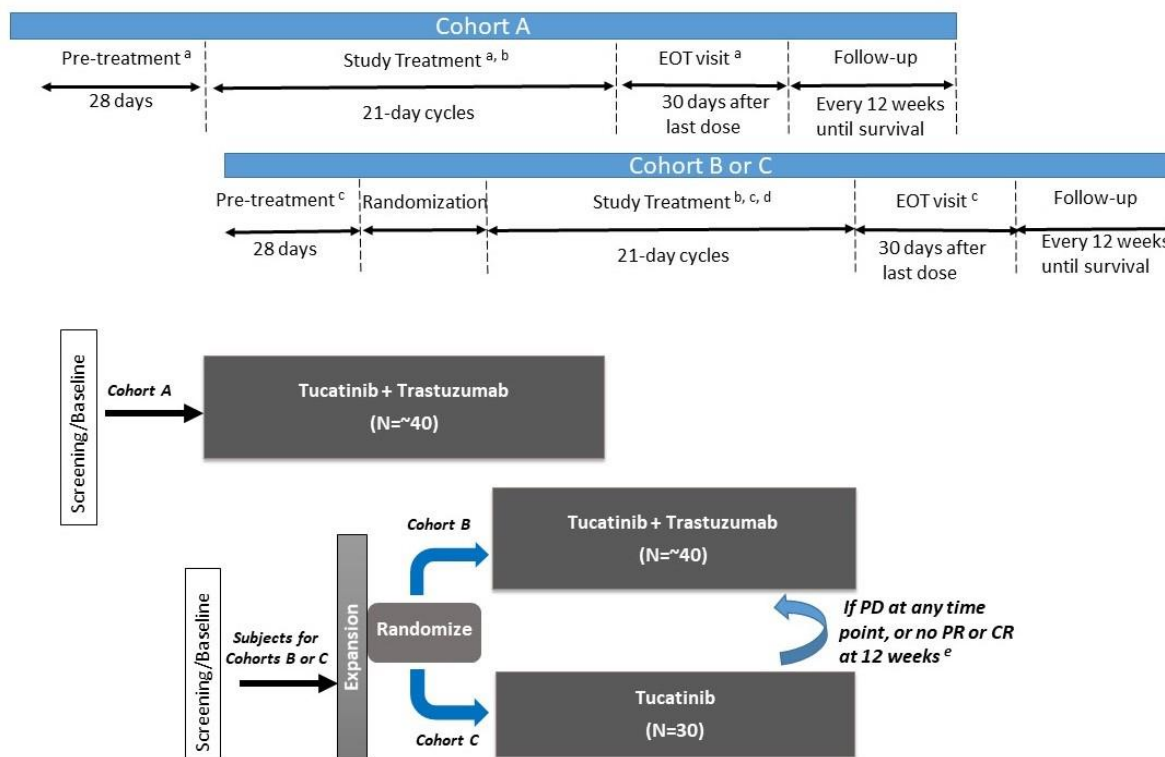 Cohort A
Pre-treatment a
Study Treatment a, b
EOT visit a
Follow-up
28 days
21-day cycles
30 days after
last dose
Every 12 weeks
until survival
Cohort B or C
Pre-treatment c
Randomization
Study Treatment b, c, d
EOT visit c
Follow-up
28 days
21-day cycles
30 days after
last dose
Every 12 weeks
until survival
Screening/Baseline
Cohort A
Tucatinib + Trastuzumab
(N=~40)
Screening/Baseline
Subjects for
Cohorts B or C
Expansion
Randomize
Cohort B
Tucatinib + Trastuzumab
(N=~40)
If PD at any time
point, or no PR or CR
at 12 weeks e
Cohort C
Tucatinib
(N=30)